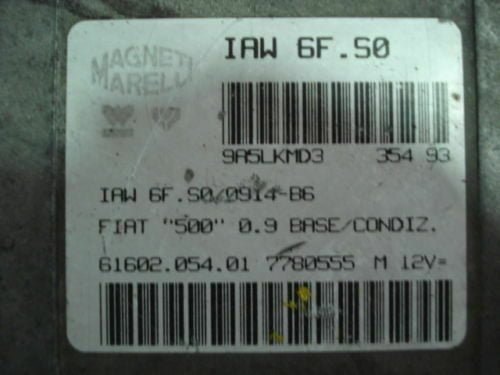 MAGNETI
MARELLI
IAW 6F.S0
9A5LKMD3 354 93
IAW 6F.S0/0914-B6
FIAT "500" 0.9 BASE/CONDIZ.
61602.054.01 7780555 M 12V=